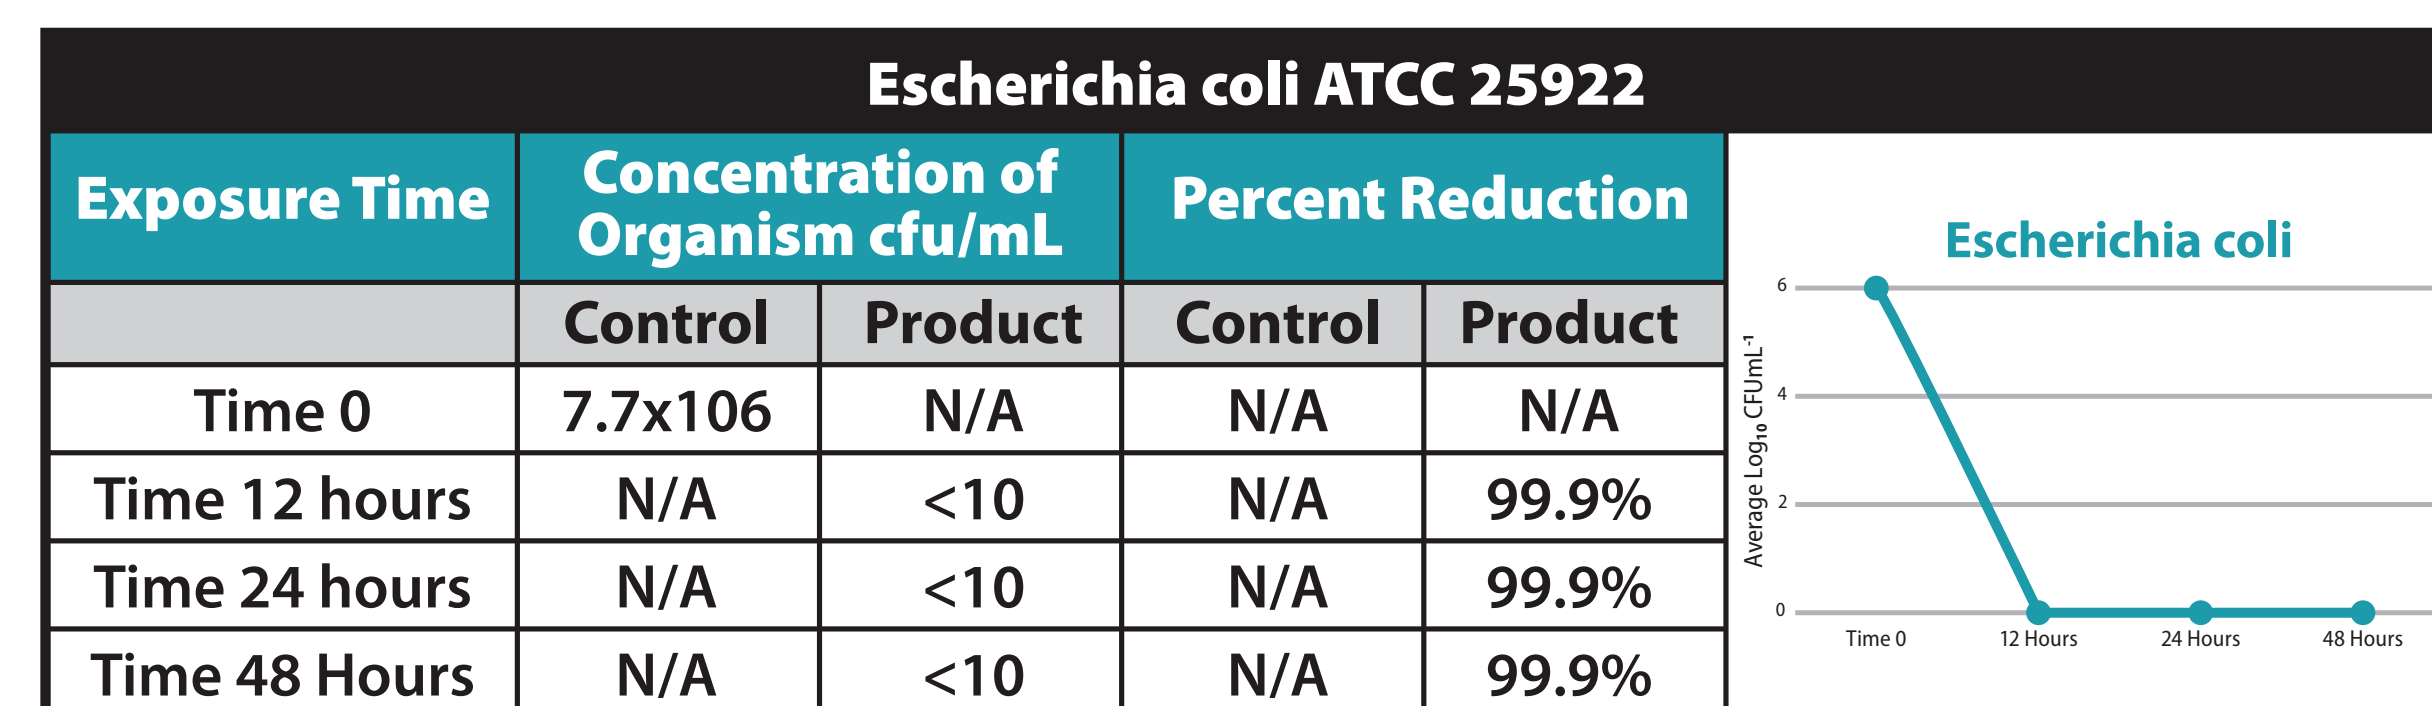 Escherichia coli ATCC 25922
Exposure Time
Concentration of
Organism cfu/mL
Percent Reduction
Control Product Control Product
Time 0 7.7x106 N/A N/A N/A
Time 12 hours N/A <10 N/A 99.9%
Time 24 hours N/A <10 N/A 99.9%
Time 48 Hours N/A <10 N/A 99.9%
Escherichia coli
Average Log₁₀ CFUmL⁻¹
6
4
2
0
Time 0 12 Hours 24 Hours 48 Hours